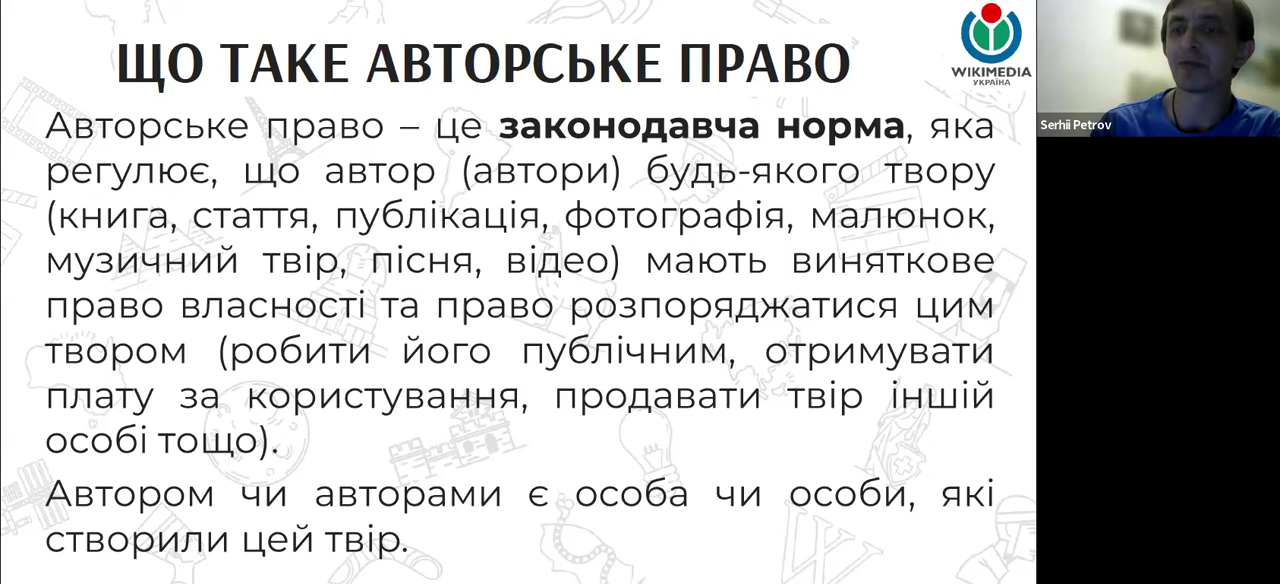 ЩО ТАКЕ АВТОРСЬКЕ ПРАВО
WIKIMEDIA
УКРАЇНА
Serhii Petrov
Авторське право – це законодавча норма, яка
регулює, що автор (автори) будь-якого твору
(книга, стаття, публікація, фотографія, малюнок,
музичний твір, пісня, відео) мають виняткове
право власності та право розпоряджатися цим
твором (робити його публічним, отримувати
плату за користування, продавати твір іншій
особі тощо).
Автором чи авторами є особа чи особи, які
створили цей твір.